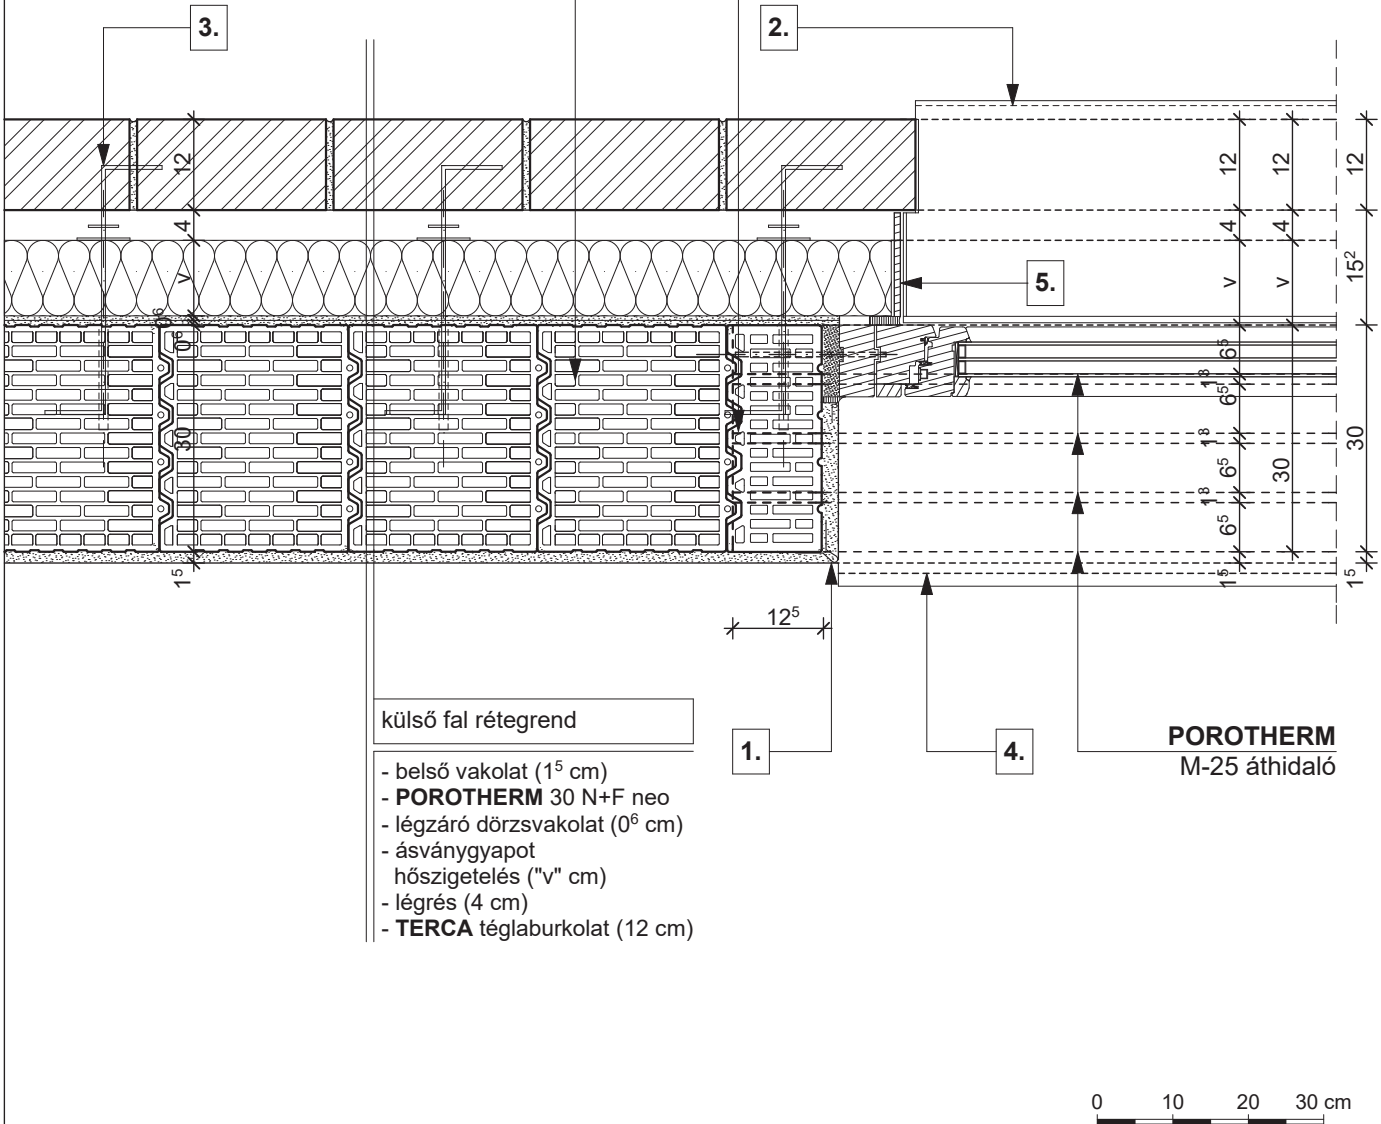 3.
2.
12
4
v
0⁶
0⁶
30
1⁵
12
4
v
6⁵
1⁸
6⁵
1⁸
6⁵
1⁸
6⁵
1⁵
12
4
v
30
12
15²
30
1⁵
5.
12⁵
külső fal rétegrend
- belső vakolat (1⁵ cm)
- POROTHERM 30 N+F neo
- légzáró dörzsvakolat (0⁶ cm)
- ásványgyapot
hőszigetelés ("v" cm)
- légrés (4 cm)
- TERCA téglaburkolat (12 cm)
1.
4.
POROTHERM
M-25 áthidaló
0 10 20 30 cm